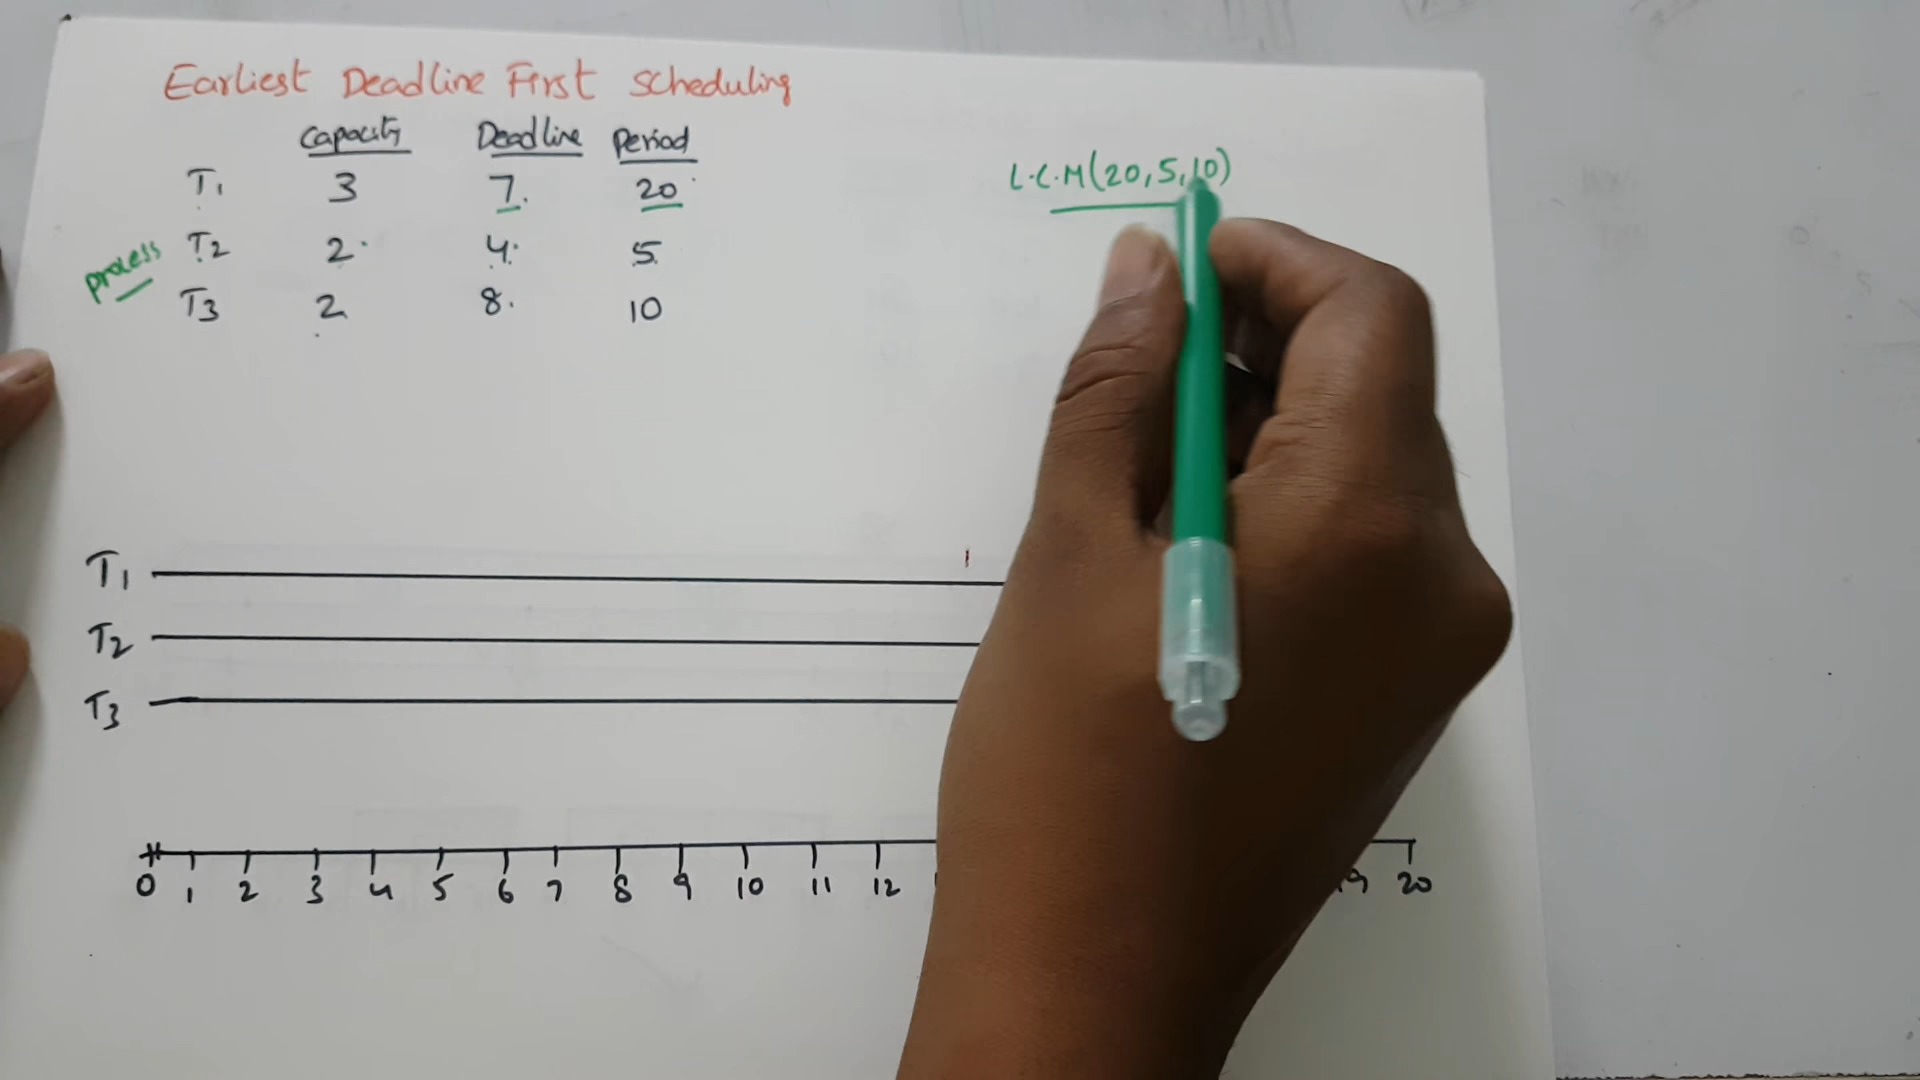 Earliest Deadline First Scheduling
Capacity Deadline Period
T1 3 7. 20
L.C.M(20,5,10)
process T2 2 4 5
T3 2 8. 10
T1
T2
T3
0 1 2 3 4 5 6 7 8 9 10 11 12 19 20